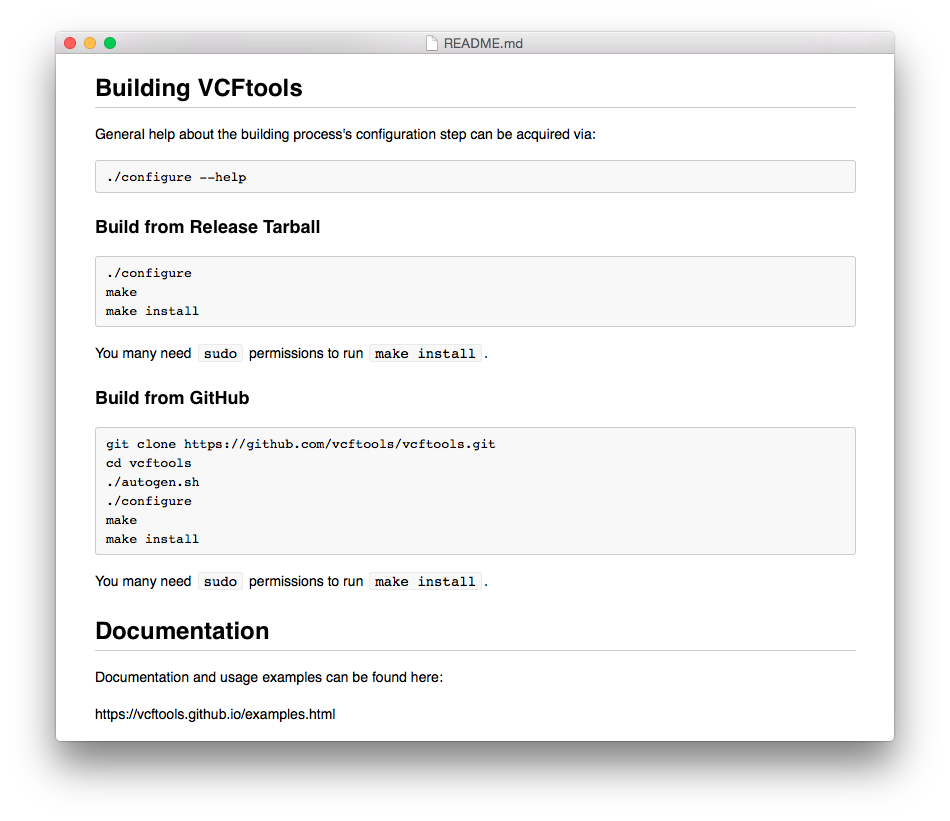 README.md
Building VCFtools
General help about the building process's configuration step can be acquired via:
./configure --help
Build from Release Tarball
./configure
make
make install
You many need sudo permissions to run make install.
Build from GitHub
git clone https://github.com/vcftools/vcftools.git
cd vcftools
./autogen.sh
./configure
make
make install
You many need sudo permissions to run make install.
Documentation
Documentation and usage examples can be found here:
https://vcftools.github.io/examples.html